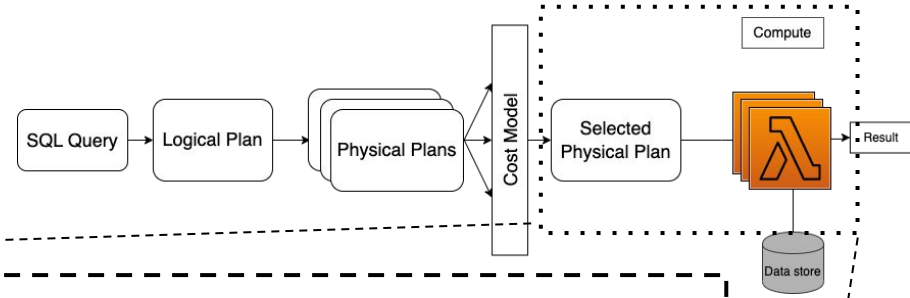 Compute
SQL Query
Logical Plan
Physical Plans
Cost Model
Selected
Physical Plan
Result
Data store